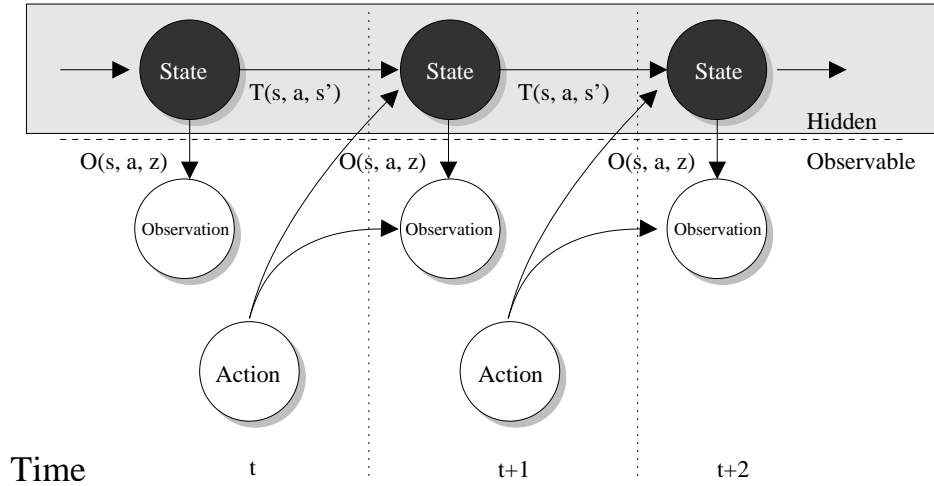 State
State
State
T(s, a, s’)
T(s, a, s’)
Hidden
O(s, a, z)
O(s, a, z)
O(s, a, z)
Observable
Observation
Observation
Observation
Action
Action
Time
t
t+1
t+2